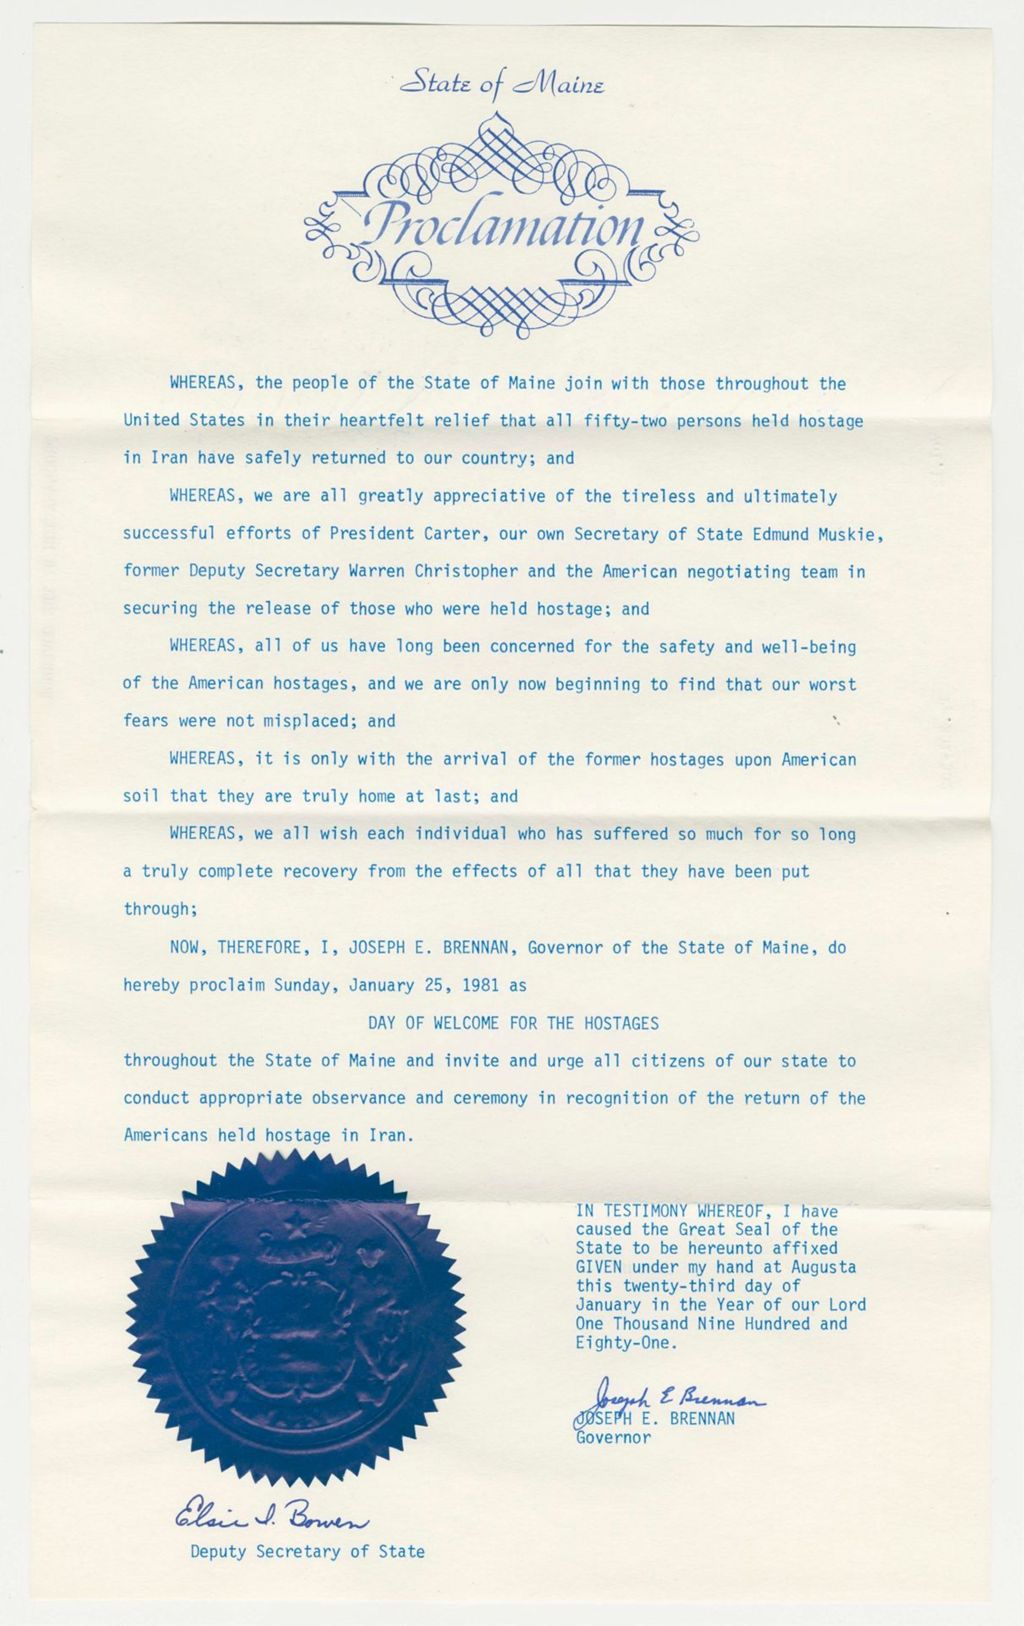 State of Maine
Proclamation
WHEREAS, the people of the State of Maine join with those throughout the
United States in their heartfelt relief that all fifty-two persons held hostage
in Iran have safely returned to our country; and
WHEREAS, we are all greatly appreciative of the tireless and ultimately
successful efforts of President Carter, our own Secretary of State Edmund Muskie,
former Deputy Secretary Warren Christopher and the American negotiating team in
securing the release of those who were held hostage; and
WHEREAS, all of us have long been concerned for the safety and well-being
of the American hostages, and we are only now beginning to find that our worst
fears were not misplaced; and
WHEREAS, it is only with the arrival of the former hostages upon American
soil that they are truly home at last; and
WHEREAS, we all wish each individual who has suffered so much for so long
a truly complete recovery from the effects of all that they have been put
through;
NOW, THEREFORE, I, JOSEPH E. BRENNAN, Governor of the State of Maine, do
hereby proclaim Sunday, January 25, 1981 as
DAY OF WELCOME FOR THE HOSTAGES
throughout the State of Maine and invite and urge all citizens of our state to
conduct appropriate observance and ceremony in recognition of the return of the
Americans held hostage in Iran.
IN TESTIMONY WHEREOF, I have
caused the Great Seal of the
State to be hereunto affixed
GIVEN under my hand at Augusta
this twenty-third day of
January in the Year of our Lord
One Thousand Nine Hundred and
Eighty-One.
Joseph E Brennan
JOSEPH E. BRENNAN
Governor
Elsie I. Bowen
Deputy Secretary of State